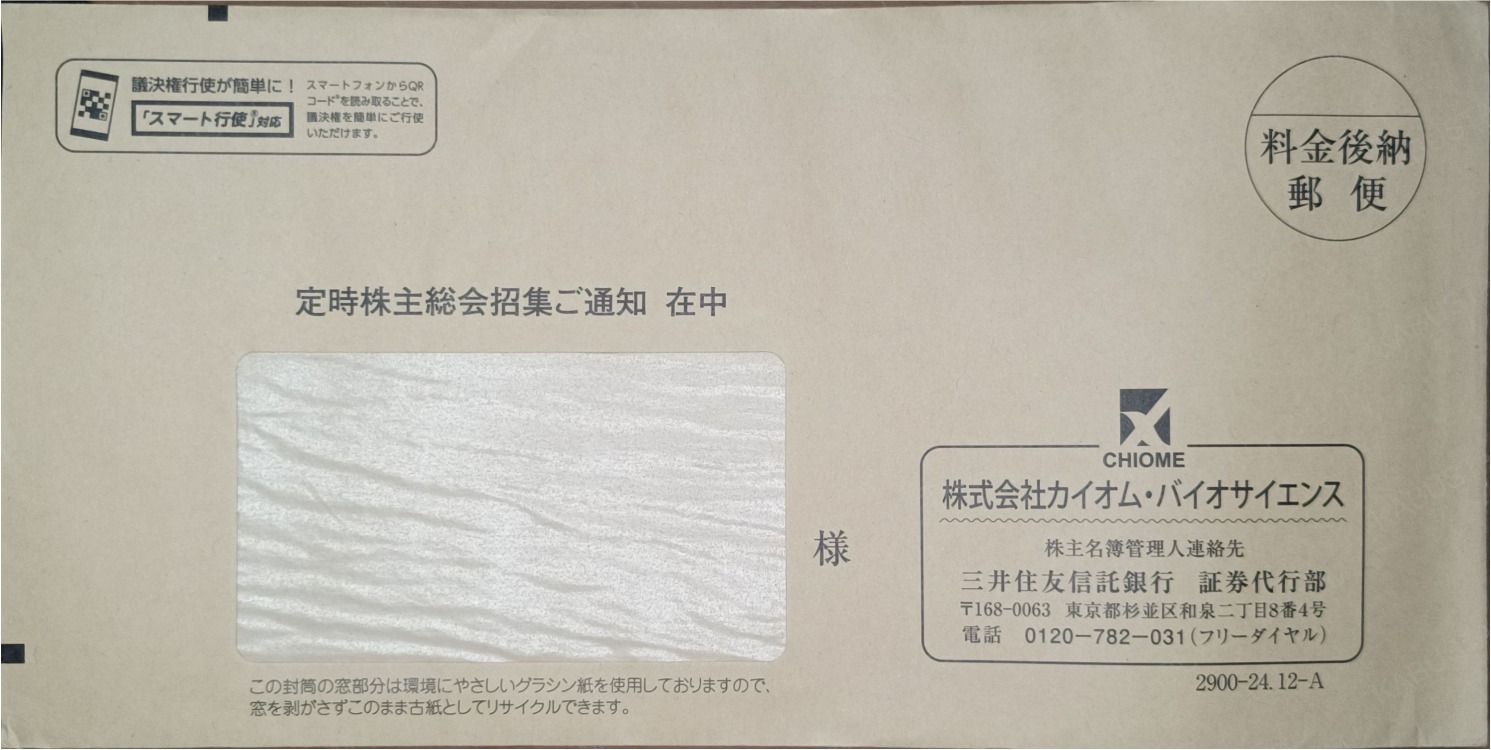 議決権行使が簡単に!
「スマート行使」®対応
スマートフォンからQR
コード®を読み取ることで、
議決権を簡単にご行使
いただけます。
料金後納
郵便
定時株主総会招集ご通知 在中
様
CHIOME
株式会社カイオム・バイオサイエンス
株主名簿管理人連絡先
三井住友信託銀行 証券代行部
〒168-0063 東京都杉並区和泉二丁目8番4号
電話 0120-782-031(フリーダイヤル)
2900-24.12-A
この封筒の窓部分は環境にやさしいグラシン紙を使用しておりますので、
窓を剥がさずこのまま古紙としてリサイクルできます。